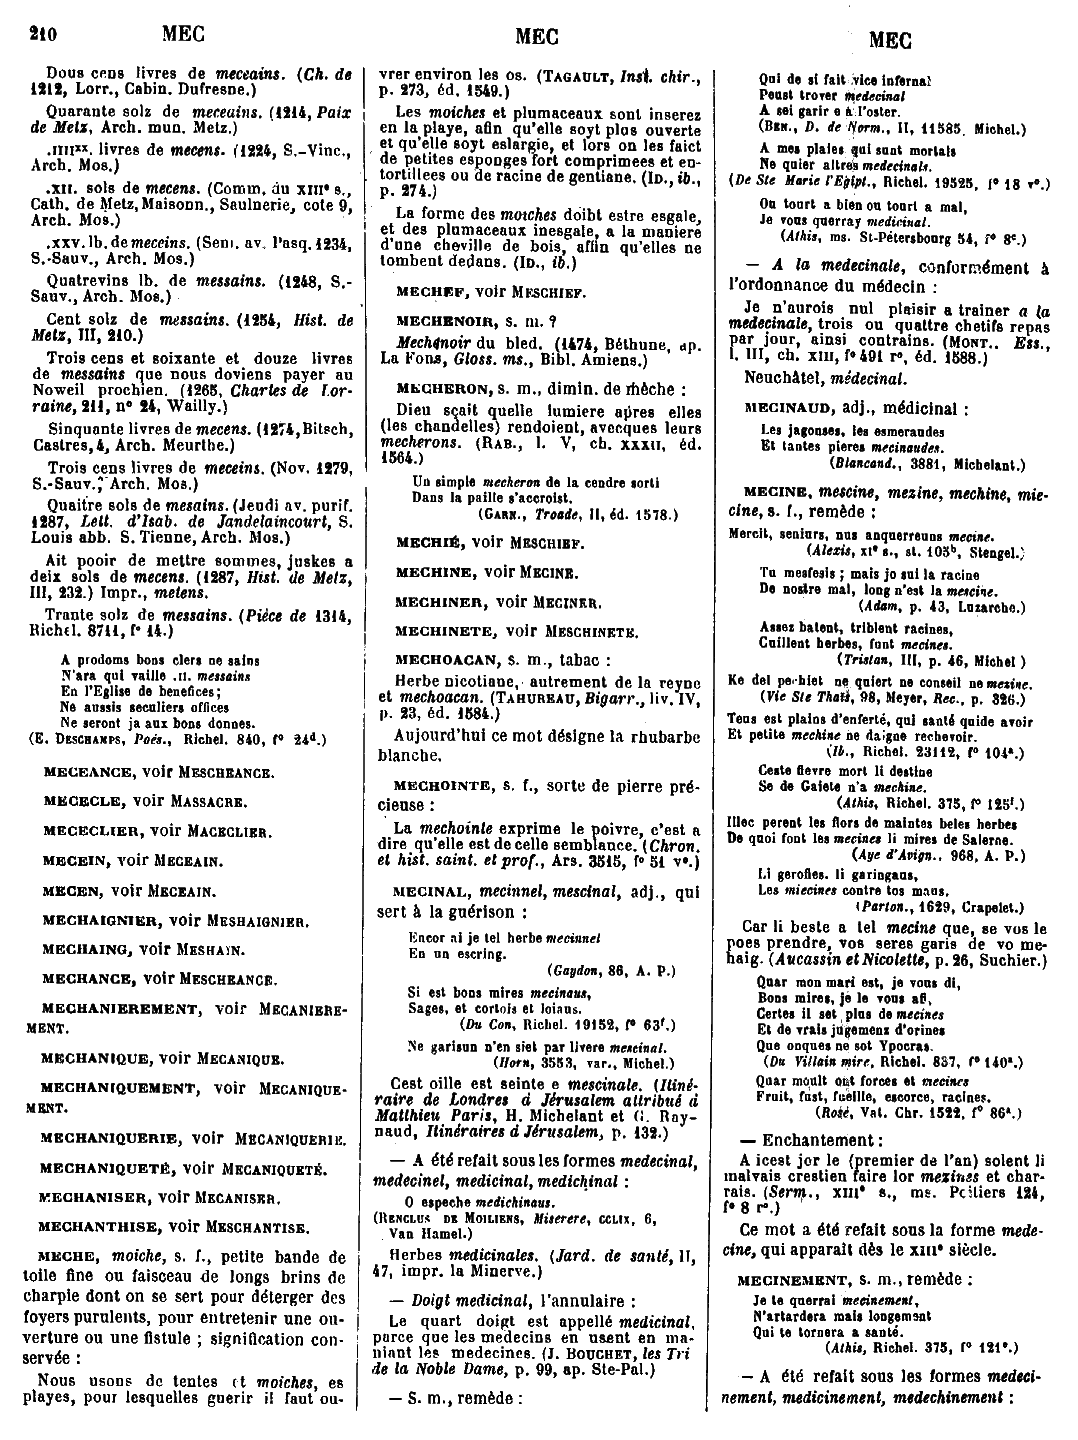 210 MEC
MEC
MEC
Dous cens livres de meceains. (Ch. de
1212, Lorr., Cabin. Dufresne.)
Quarante solz de meceains. (1214, Paix
de Metz, Arch. mun. Metz.)
.IIIIxx. livres de mecens. (1224, S.-Vinc.,
Arch. Mos.)
.XII. sols de mecens. (Comm. du XIIIe s.,
Cath. de Metz, Maisonn., Saulnerie, cote 9,
Arch. Mos.)
.XXV. lb. de meceins. (Sem. av. Pasq. 1234,
S.-Sauv., Arch. Mos.)
Quatrevins lb. de messains. (1248, S.-
Sauv., Arch. Mos.)
Cent solz de messains. (1254, Hist. de
Metz, III, 210.)
Trois cens et soixante et douze livres
de messains que nous doviens payer au
Noweil prochien. (1265, Chartes de Lor-
raine, 211, n° 24, Wailly.)
Sinquante livres de mecens. (1274, Bitsch,
Castres, 4, Arch. Meurthe.)
Trois cens livres de meceins. (Nov. 1279,
S.-Sauv., Arch. Mos.)
Quaitre sols de mesains. (Jeudi av. purif.
1287, Lett. d'Isab. de Jandelaincourt, S.
Louis abb. S. Tienne, Arch. Mos.)
Ait pooir de mettre sommes, juskes a
deix sols de mecens. (1287, Hist. de Metz,
III, 232.) Impr., metens.
Trante solz de messains. (Pièce de 1314,
Richel. 8711, f° 14.)
A prodoms bons clers ne sains
N'ara qui vaille .II. messains
En l'Eglise de benefices;
Ne aussis seculiers offices
Ne seront ja aux bons donnes.
(E. DESCHAMPS, Poés., Richel. 840, f° 24d.)
MECEANCE, voir MESCHEANCE.
MECECLE, voir MASSACRE.
MECECLIER, voir MACECLIER.
MECEIN, voir MECEAIN.
MECEN, voir MECEAIN.
MECHAIGNIER, voir MESHAIGNIER.
MECHAING, voir MESHAIN.
MECHANCE, voir MESCHEANCE.
MECHANIEREMENT, voir MECANIERE-
MENT.
MECHANIQUE, voir MECANIQUE.
MECHANIQUEMENT, voir MECANIQUE-
MENT.
MECHANIQUERIE, voir MECANIQUERIE.
MECHANIQUETÉ, voir MECANIQUETÉ.
MECHANISER, voir MECANISER.
MECHANTHISE, voir MESCHANTISE.
MECHE, moiche, s. f., petite bande de
toile fine ou faisceau de longs brins de
charpie dont on se sert pour déterger des
foyers purulents, pour entretenir une ou-
verture ou une fistule ; signification con-
servée :
Nous usons de tentes et moiches, es
playes, pour lesquelles guerir il faut ou-
vrer environ les os. (TAGAULT, Inst. chir.,
p. 273, éd. 1549.)
Les moiches et plumaceaux sont inserez
en la playe, afin qu'elle soyt plus ouverte
et qu'elle soyt eslargie, et lors on les faict
de petites esponges fort comprimees et en-
tortillees ou de racine de gentiane. (ID., ib.,
p. 274.)
La forme des moiches doibt estre esgale,
et des plumaceaux inesgale, a la maniere
d'une cheville de bois, affin qu'elles ne
tombent dedans. (ID., ib.)
MECHEF, voir MESCHIEF.
MECHENOIR, s. m. ?
Mechenoir du bled. (1474, Béthune, ap.
La Fons, Gloss. ms., Bibl. Amiens.)
MECHERON, s. m., dimin. de mèche :
Dieu sçait quelle lumiere apres elles
(les chandelles) rendoient, avecques leurs
mecherons. (RAB., l. V, ch. XXXII, éd.
1564.)
Un simple mecheron de la cendre sorti
Dans la paille s'accroist.
(GARN., Troade, II, éd. 1578.)
MECHIÉ, voir MESCHIEF.
MECHINE, voir MECINE.
MECHINER, voir MECINER.
MECHINETE, voir MESCHINETE.
MECHOACAN, s. m., tabac :
Herbe nicotiane, autrement de la reyne
et mechoacan. (TAHUREAU, Bigarr., liv. IV,
p. 23, éd. 1584.)
Aujourd'hui ce mot désigne la rhubarbe
blanche.
MECHOINTE, s. f., sorte de pierre pré-
cieuse :
La mechointe exprime le poivre, c'est a
dire qu'elle est de celle semblance. (Chron.
et hist. saint. et prof., Ars. 3515, f° 51 v°.)
MECINAL, mecinnel, mescinal, adj., qui
sert à la guérison :
Encor ai je tel herbe mecinnel
En un escring.
(Gaydon, 86, A. P.)
Si est bons mires mecinaus,
Sages, et cortois et loiaus.
(Du Con, Richel. 19152, f° 63f.)
Ne garisun n'en siet par livere mescinal.
(Horn, 3553, var., Michel.)
Cest oille est seinte e mescinale. (Itiné-
raire de Londres à Jérusalem attribué à
Matthieu Paris, H. Michelant et G. Ray-
naud, Itinéraires à Jérusalem, p. 132.)
— A été refait sous les formes medecinal,
medecinel, medicinal, medichinal :
O espeche medichinaus.
(RENCLUS DE MOILIENS, Miserere, CCLIX, 6,
Van Hamel.)
Herbes medicinales. (Jard. de santé, II,
47, impr. la Minerve.)
— Doigt medicinal, l'annulaire :
Le quart doigt est appellé medicinal,
parce que les medecins en usent en ma-
niant les medecines. (J. BOUCHET, les Tri
de la Noble Dame, p. 99, ap. Ste-Pal.)
— S. m., remède :
Qui de si fait vice infernal
Peust trover medecinal
A sei garir e a l'oster.
(BEN., D. de Norm., II, 11585, Michel.)
A mes plaies qui sunt mortals
Ne quier altres medecinals.
(De Ste Marie l'Egipt., Richel. 19525, f° 18 v°.)
Ou tourt a bien ou tourt a mal,
Je vous querray medicinal.
(Athis, ms. St-Pétersbourg 54, f° 8c.)
— A la medecinale, conformément à
l'ordonnance du médecin :
Je n'aurois nul plaisir a trainer a la
medecinale, trois ou quattre chetifs repas
par jour, ainsi contrains. (MONT., Ess.,
l. III, ch. XIII, f° 491 r°, éd. 1588.)
Neuchâtel, médecinal.
MECINAUD, adj., médicinal :
Les jagonses, les esmeraudes
Et tantes pieres mecinaudes.
(Blancand., 3881, Michelant.)
MECINE, mescine, mezine, mechine, mie-
cine, s. f., remède :
Mercit, seniurs, nus anquerreuns mecine.
(Alexis, XIe s., st. 105b, Stengel.)
Tu mesfesis ; mais jo sui la racine
De nostre mal, long n'est la mescine.
(Adam, p. 43, Luzarche.)
Assez batent, triblent racines,
Cuillent herbes, funt mecines.
(Tristan, III, p. 46, Michel)
Ke del pechiet ne quiert ne conseil ne mezine.
(Vie Ste Thaïs, 98, Meyer, Rec., p. 326.)
Teus est plains d'enferté, qui santé quide avoir
Et petite mechine ne daigne rechevoir.
(Ib., Richel. 23112, f° 104a.)
Ceste fievre mort li destine
Se de Gaiete n'a mechine.
(Athis, Richel. 375, f° 125f.)
Illec perent les flors de maintes beles herbes
De quoi font les mecines li mires de Salerne.
(Aye d'Avign., 968, A. P.)
Li gerofles, li garingaus,
Les miecines contre tos maus.
(Parton., 1629, Crapelet.)
Car li beste a tel mecine que, se vos le
poes prendre, vos seres garis de vo me-
haig. (Aucassin et Nicolette, p. 26, Suchier.)
Quar mon mari est, je vous di,
Bons mires, je le vous afi,
Certes il set plus de mecines
Et de vrais jugemenz d'orines
Que onques ne sot Ypocras.
(Du Villain mire, Richel. 837, f° 140a.)
Quar moult out forces et mecines
Fruit, fust, fueille, escorce, racines.
(Rose, Vat. Chr. 1522, f° 86a.)
— Enchantement :
A icest jor le (premier de l'an) solent li
malvais crestien faire lor mezines et char-
rais. (Serm., XIIIe s., ms. Poitiers 124,
f° 8 r°.)
Ce mot a été refait sous la forme mede-
cine, qui apparaît dès le XIIIe siècle.
MECINEMENT, s. m., remède :
Je te querrai mecinement,
N'artardera mais longement
Qui te tornera a santé.
(Athis, Richel. 375, f° 121e.)
— A été refait sous les formes medeci-
nement, medicinement, medechinement :